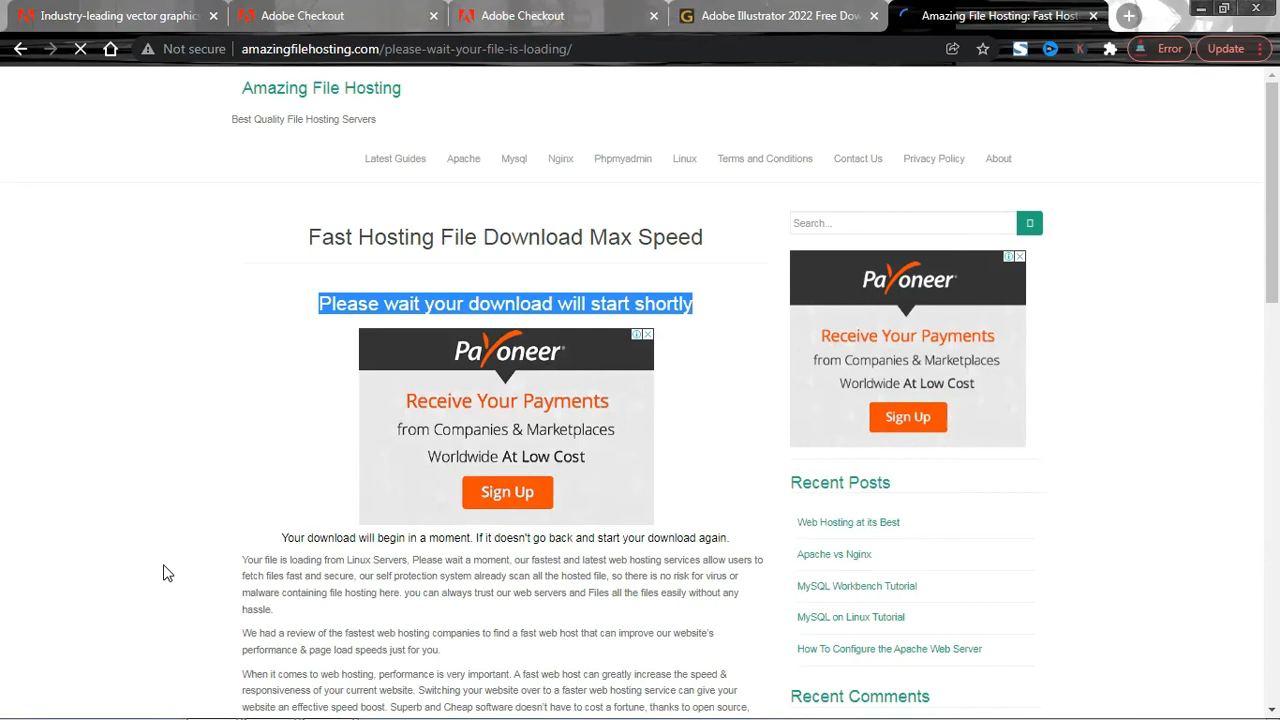 Industry-leading vector graphics
Adobe Checkout
Adobe Checkout
Adobe Illustrator 2022 Free Dow
Amazing File Hosting: Fast Host
Not secure
amazingfilehosting.com/please-wait-your-file-is-loading/
Error
Update
Amazing File Hosting
Best Quality File Hosting Servers
Latest Guides
Apache
Mysql
Nginx
Phpmyadmin
Linux
Terms and Conditions
Contact Us
Privacy Policy
About
Fast Hosting File Download Max Speed
Please wait your download will start shortly
Payoneer
Receive Your Payments
from Companies & Marketplaces
Worldwide At Low Cost
Sign Up
Your download will begin in a moment. If it doesn't go back and start your download again.
Your file is loading from Linux Servers, Please wait a moment, our fastest and latest web hosting services allow users to
fetch files fast and secure, our self protection system already scan all the hosted file, so there is no risk for virus or
malware containing file hosting here. you can always trust our web servers and Files all the files easily without any
hassle.
We had a review of the fastest web hosting companies to find a fast web host that can improve our website's
performance & page load speeds just for you.
When it comes to web hosting, performance is very important. A fast web host can greatly increase the speed &
responsiveness of your current website. Switching your website over to a faster web hosting service can give your
website an effective speed boost. Superb and Cheap software doesn't have to cost a fortune, thanks to open source,
Search...
Payoneer
Receive Your Payments
from Companies & Marketplaces
Worldwide At Low Cost
Sign Up
Recent Posts
Web Hosting at its Best
Apache vs Nginx
MySQL Workbench Tutorial
MySQL on Linux Tutorial
How To Configure the Apache Web Server
Recent Comments